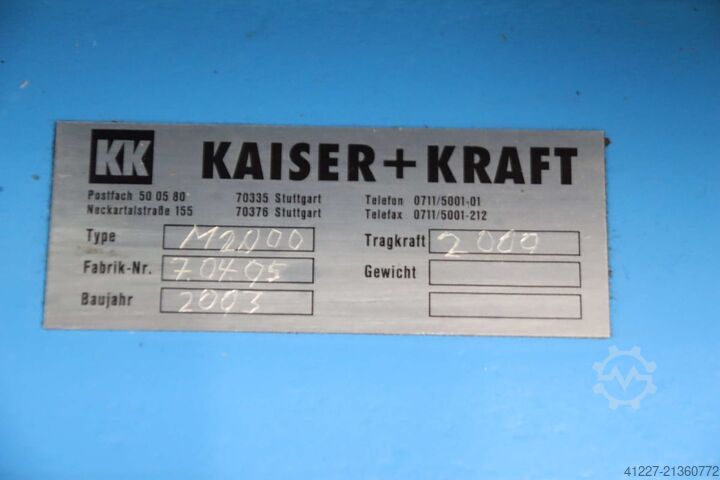 KK KAISER+KRAFT
Postfach 50 05 80 70335 Stuttgart Telefon 0711/5001-01
Neckartalstraße 155 70376 Stuttgart Telefax 0711/5001-212
Type M2000 Tragkraft 2000
Fabrik-Nr. 70495 Gewicht
Baujahr 2003
41227-21360772